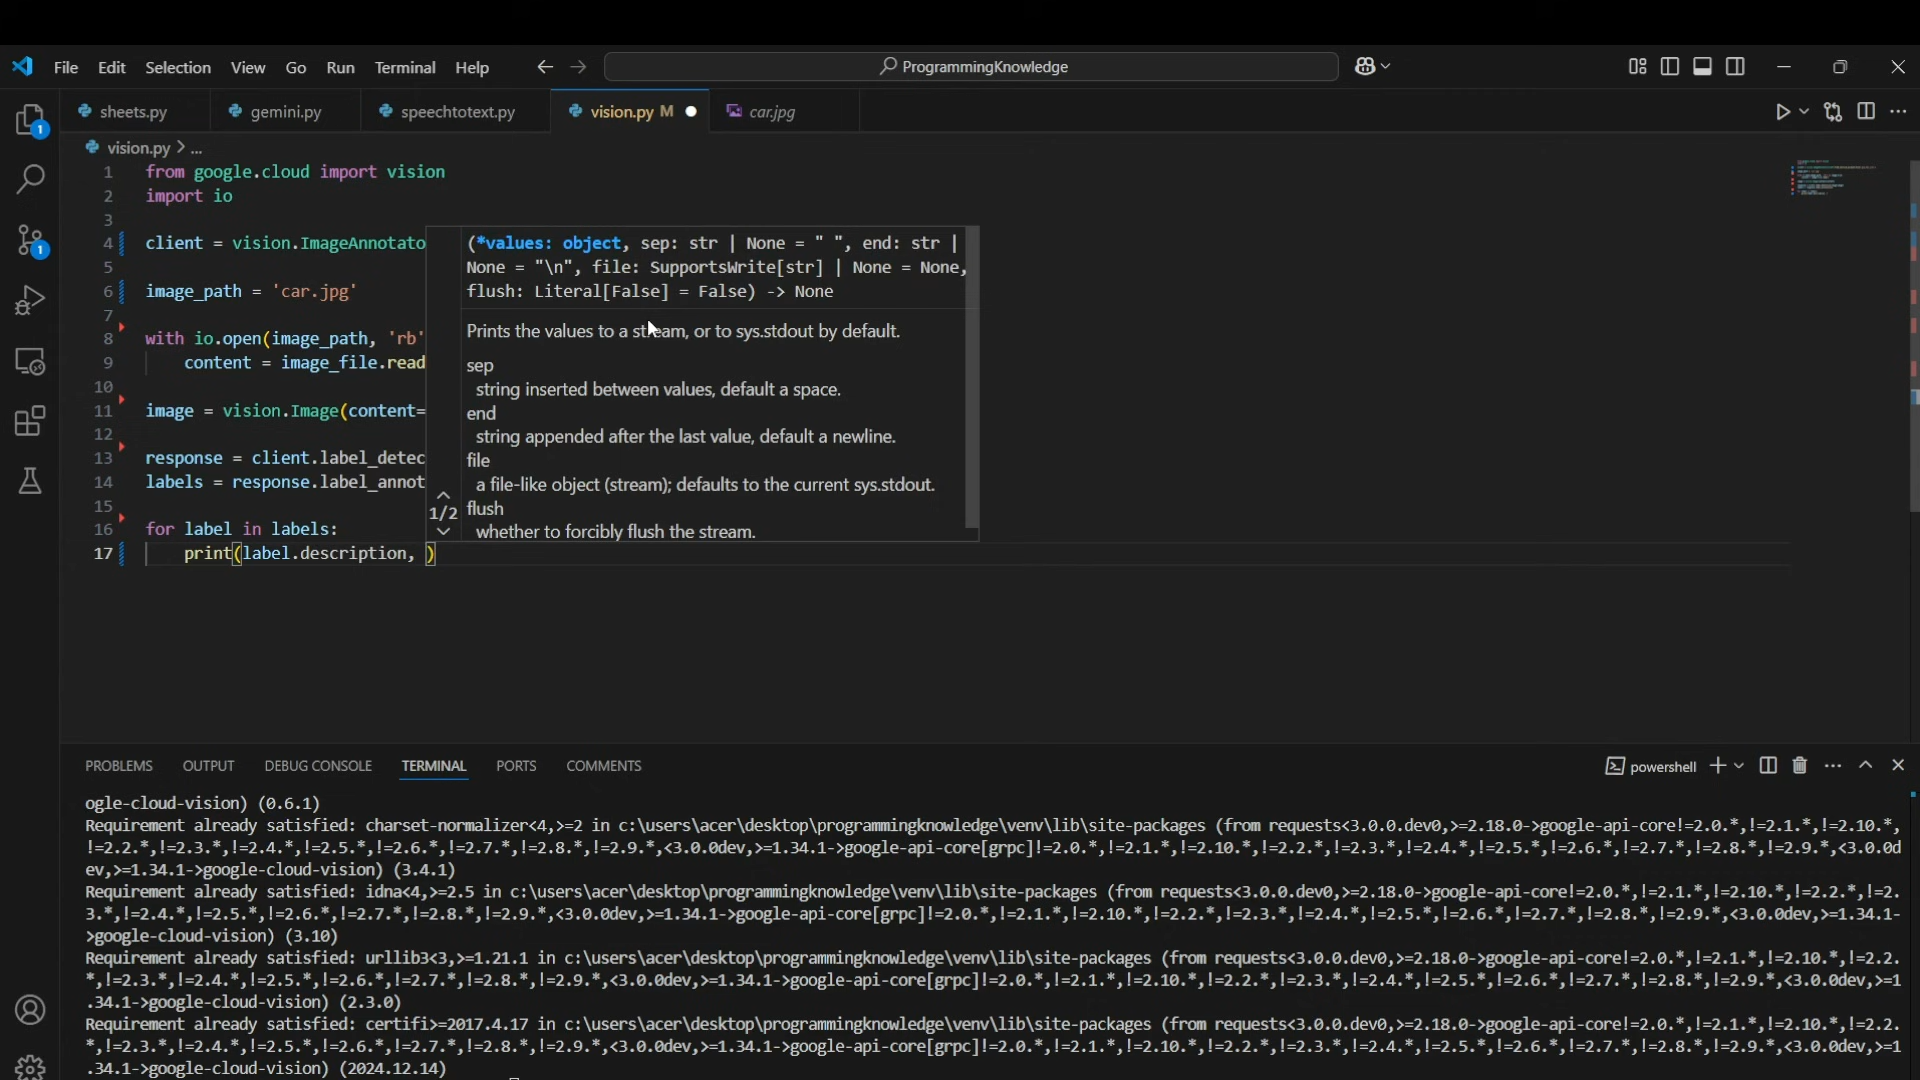 File Edit Selection View Go Run Terminal Help
ProgrammingKnowledge
sheets.py gemini.py speechtotext.py vision.py M car.jpg
vision.py > ...
1 from google.cloud import vision
2 import io
3
4 client = vision.ImageAnnotato
5
6 image_path = 'car.jpg'
7
8 with io.open(image_path, 'rb'
9 content = image_file.read
10
11 image = vision.Image(content=
12
13 response = client.label_detec
14 labels = response.label_annot
15
16 for label in labels:
17 print(label.description, )
(*values: object, sep: str | None = " ", end: str |
None = "\n", file: SupportsWrite[str] | None = None,
flush: Literal[False] = False) -> None
Prints the values to a stream, or to sys.stdout by default.
sep
string inserted between values, default a space.
end
string appended after the last value, default a newline.
file
a file-like object (stream); defaults to the current sys.stdout.
1/2
flush
whether to forcibly flush the stream.
PROBLEMS OUTPUT DEBUG CONSOLE TERMINAL PORTS COMMENTS
powershell
ogle-cloud-vision) (0.6.1)
Requirement already satisfied: charset-normalizer<4,>=2 in c:\users\acer\desktop\programmingknowledge\venv\lib\site-packages (from requests<3.0.0.dev0,>=2.18.0->google-api-core!=2.0.*,!=2.1.*,!=2.10.*,
!=2.2.*,!=2.3.*,!=2.4.*,!=2.5.*,!=2.6.*,!=2.7.*,!=2.8.*,!=2.9.*,<3.0.0dev,>=1.34.1->google-api-core[grpc]!=2.0.*,!=2.1.*,!=2.10.*,!=2.2.*,!=2.3.*,!=2.4.*,!=2.5.*,!=2.6.*,!=2.7.*,!=2.8.*,!=2.9.*,<3.0.0d
ev,>=1.34.1->google-cloud-vision) (3.4.1)
Requirement already satisfied: idna<4,>=2.5 in c:\users\acer\desktop\programmingknowledge\venv\lib\site-packages (from requests<3.0.0.dev0,>=2.18.0->google-api-core!=2.0.*,!=2.1.*,!=2.10.*,!=2.2.*,!=2.
3.*,!=2.4.*,!=2.5.*,!=2.6.*,!=2.7.*,!=2.8.*,!=2.9.*,<3.0.0dev,>=1.34.1->google-api-core[grpc]!=2.0.*,!=2.1.*,!=2.10.*,!=2.2.*,!=2.3.*,!=2.4.*,!=2.5.*,!=2.6.*,!=2.7.*,!=2.8.*,!=2.9.*,<3.0.0dev,>=1.34.1-
>google-cloud-vision) (3.10)
Requirement already satisfied: urllib3<3,>=1.21.1 in c:\users\acer\desktop\programmingknowledge\venv\lib\site-packages (from requests<3.0.0.dev0,>=2.18.0->google-api-core!=2.0.*,!=2.1.*,!=2.10.*,!=2.2.
*,!=2.3.*,!=2.4.*,!=2.5.*,!=2.6.*,!=2.7.*,!=2.8.*,!=2.9.*,<3.0.0dev,>=1.34.1->google-api-core[grpc]!=2.0.*,!=2.1.*,!=2.10.*,!=2.2.*,!=2.3.*,!=2.4.*,!=2.5.*,!=2.6.*,!=2.7.*,!=2.8.*,!=2.9.*,<3.0.0dev,>=1
.34.1->google-cloud-vision) (2.3.0)
Requirement already satisfied: certifi>=2017.4.17 in c:\users\acer\desktop\programmingknowledge\venv\lib\site-packages (from requests<3.0.0.dev0,>=2.18.0->google-api-core!=2.0.*,!=2.1.*,!=2.10.*,!=2.2.
*,!=2.3.*,!=2.4.*,!=2.5.*,!=2.6.*,!=2.7.*,!=2.8.*,!=2.9.*,<3.0.0dev,>=1.34.1->google-api-core[grpc]!=2.0.*,!=2.1.*,!=2.10.*,!=2.2.*,!=2.3.*,!=2.4.*,!=2.5.*,!=2.6.*,!=2.7.*,!=2.8.*,!=2.9.*,<3.0.0dev,>=1
.34.1->google-cloud-vision) (2024.12.14)